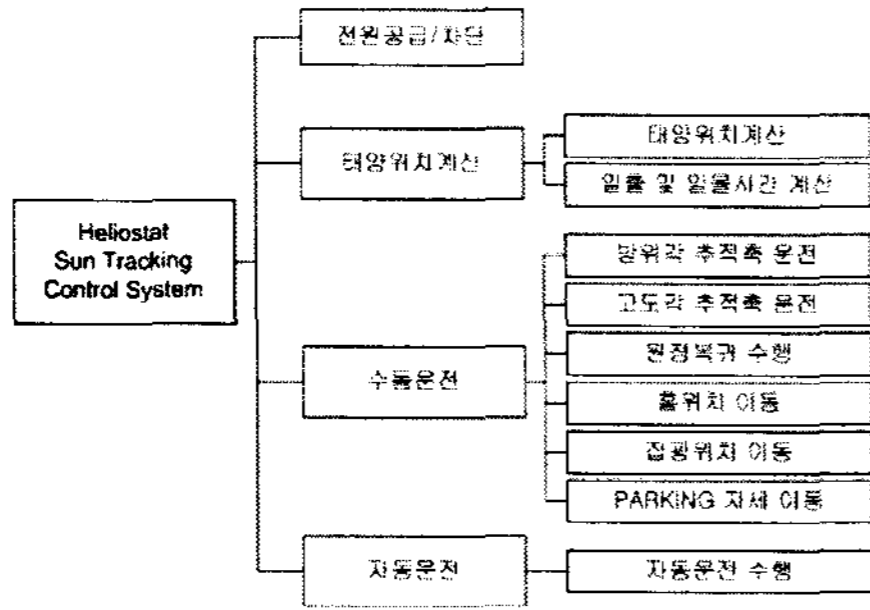 전원공급/차단
태양위치계산
태양위치계산
일출 및 일몰시간 계산
Heliostat
Sun Tracking
Control System
방위각 추적축 운전
고도각 추적축 운전
수동운전
원점복귀 수행
홈위치 이동
집광위치 이동
PARKING 자세 이동
자동운전
자동운전 수행